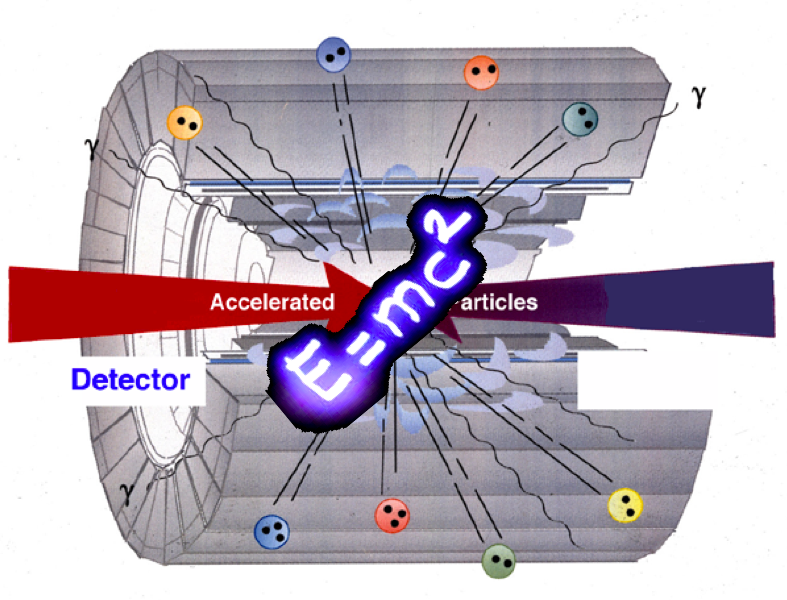 γ
γ
E=mc²
Accelerated
articles
Detector
γ